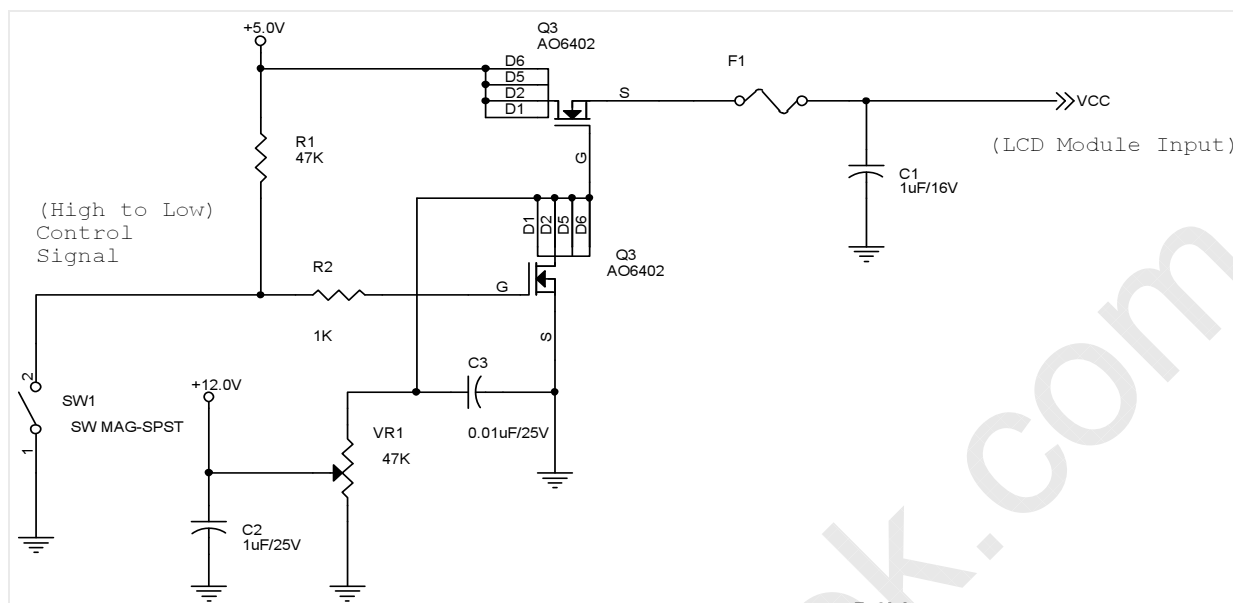 +5.0V
Q3
AO6402
D6
D5
D2
D1
S
F1
VCC
(LCD Module Input)
R1
47K
G
C1
1uF/16V
(High to Low)
Control
Signal
D1
D2
D5
D6
Q3
AO6402
R2
G
1K
S
C3
2
SW1
+12.0V
SW MAG-SPST
VR1
0.01uF/25V
47K
1
C2
1uF/25V
ok.com